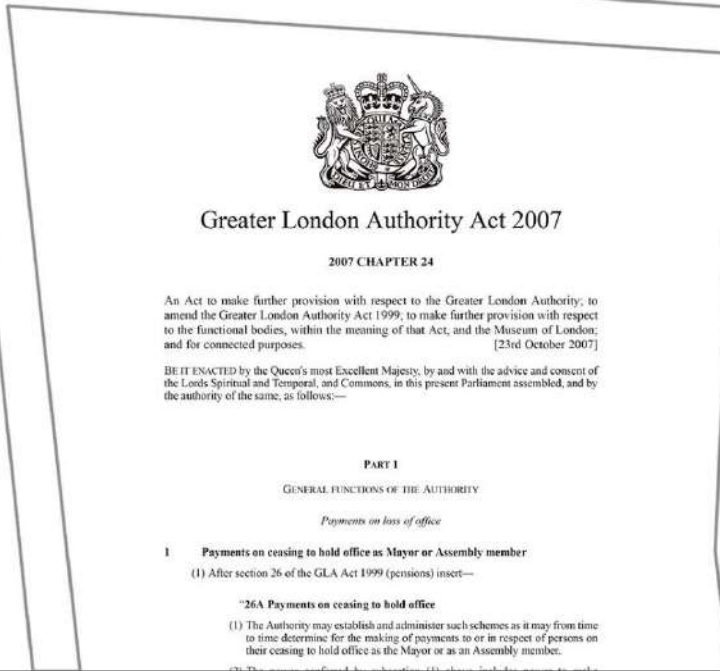 DIEU ET MON DROIT
Greater London Authority Act 2007
2007 CHAPTER 24
An Act to make further provision with respect to the Greater London Authority; to
amend the Greater London Authority Act 1999; to make further provision with respect
to the functional bodies, within the meaning of that Act, and the Museum of London;
and for connected purposes. [23rd October 2007]
BE IT ENACTED by the Queen's most Excellent Majesty, by and with the advice and consent of
the Lords Spiritual and Temporal, and Commons, in this present Parliament assembled, and by
the authority of the same, as follows:—
PART 1
GENERAL FUNCTIONS OF THE AUTHORITY
Payments on loss of office
1 Payments on ceasing to hold office as Mayor or Assembly member
(1) After section 26 of the GLA Act 1999 (pensions) insert—
"26A Payments on ceasing to hold office
(1) The Authority may establish and administer such schemes as it may from time
to time determine for the making of payments to or in respect of persons on
their ceasing to hold office as the Mayor or as an Assembly member.